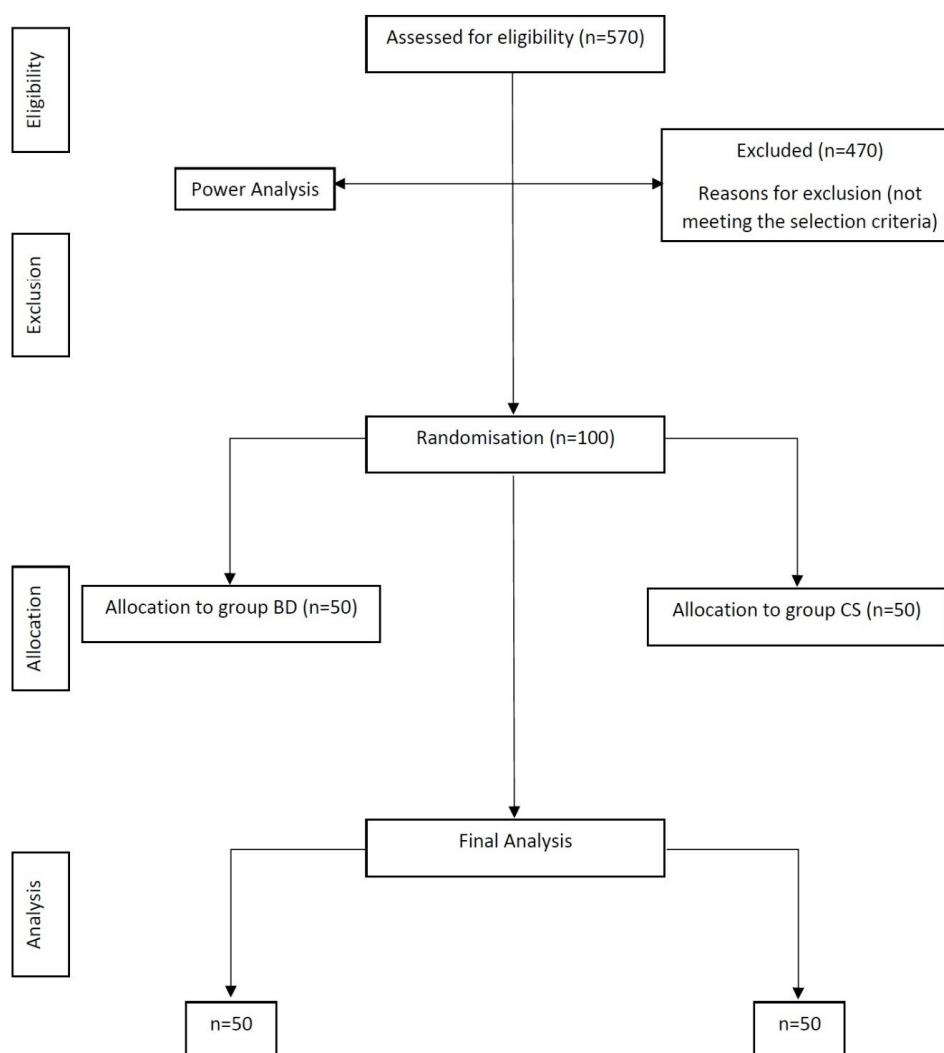 Assessed for eligibility (n=570)
Eligibility
Excluded (n=470)
Reasons for exclusion (not
meeting the selection criteria)
Power Analysis
Exclusion
Randomisation (n=100)
Allocation
Allocation to group BD (n=50)
Allocation to group CS (n=50)
Final Analysis
Analysis
n=50
n=50